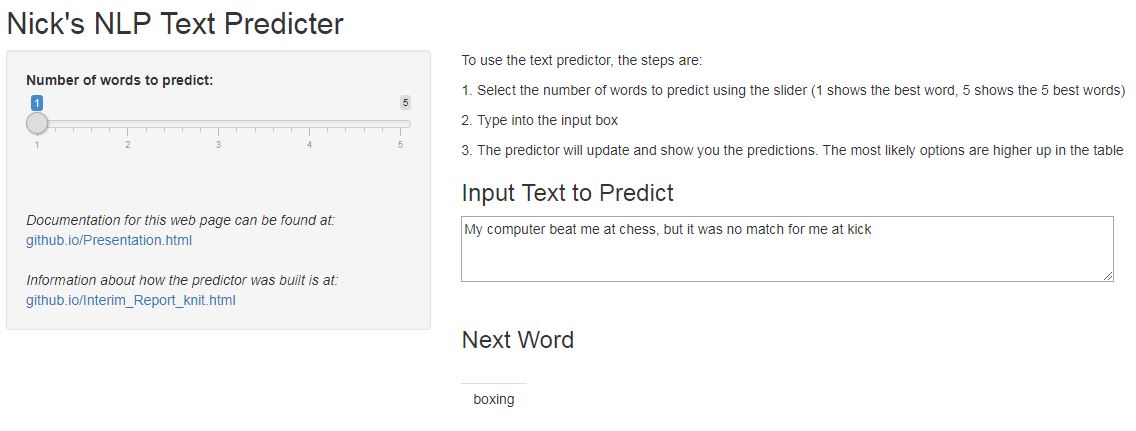 Nick's NLP Text Predicter
Number of words to predict:
1 5
1 2 3 4 5
Documentation for this web page can be found at:
github.io/Presentation.html
Information about how the predictor was built is at:
github.io/Interim_Report_knit.html
To use the text predictor, the steps are:
1. Select the number of words to predict using the slider (1 shows the best word, 5 shows the 5 best words)
2. Type into the input box
3. The predictor will update and show you the predictions. The most likely options are higher up in the table
Input Text to Predict
My computer beat me at chess, but it was no match for me at kick
Next Word
boxing